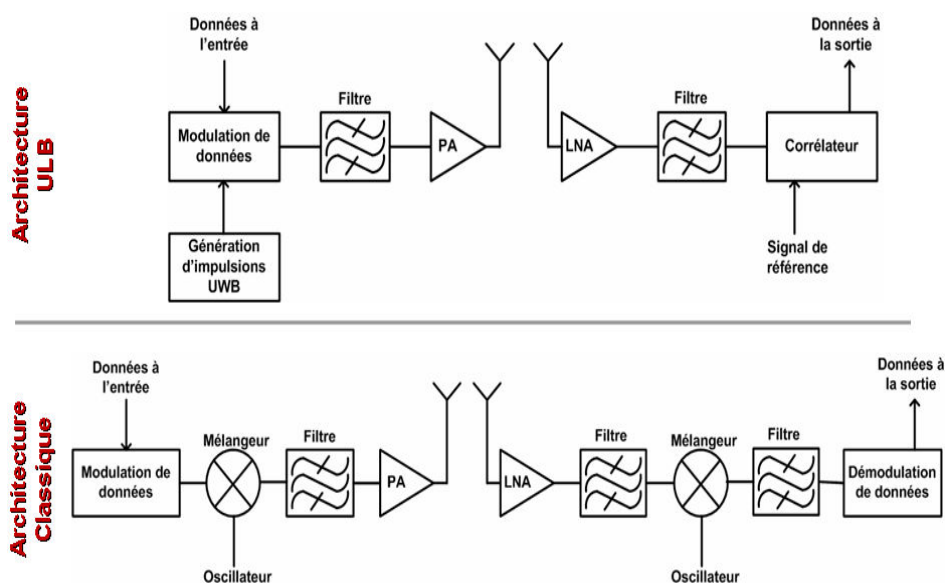 Architecture
ULB
Données à
l'entrée
Modulation de
données
Génération
d'impulsions
UWB
Filtre
PA
LNA
Filtre
Corrélateur
Données à
la sortie
Signal de
référence
Architecture
Classique
Données à
l'entrée
Modulation de
données
Mélangeur
Oscillateur
Filtre
PA
LNA
Filtre
Mélangeur
Oscillateur
Filtre
Démodulation
de données
Données à
la sortie